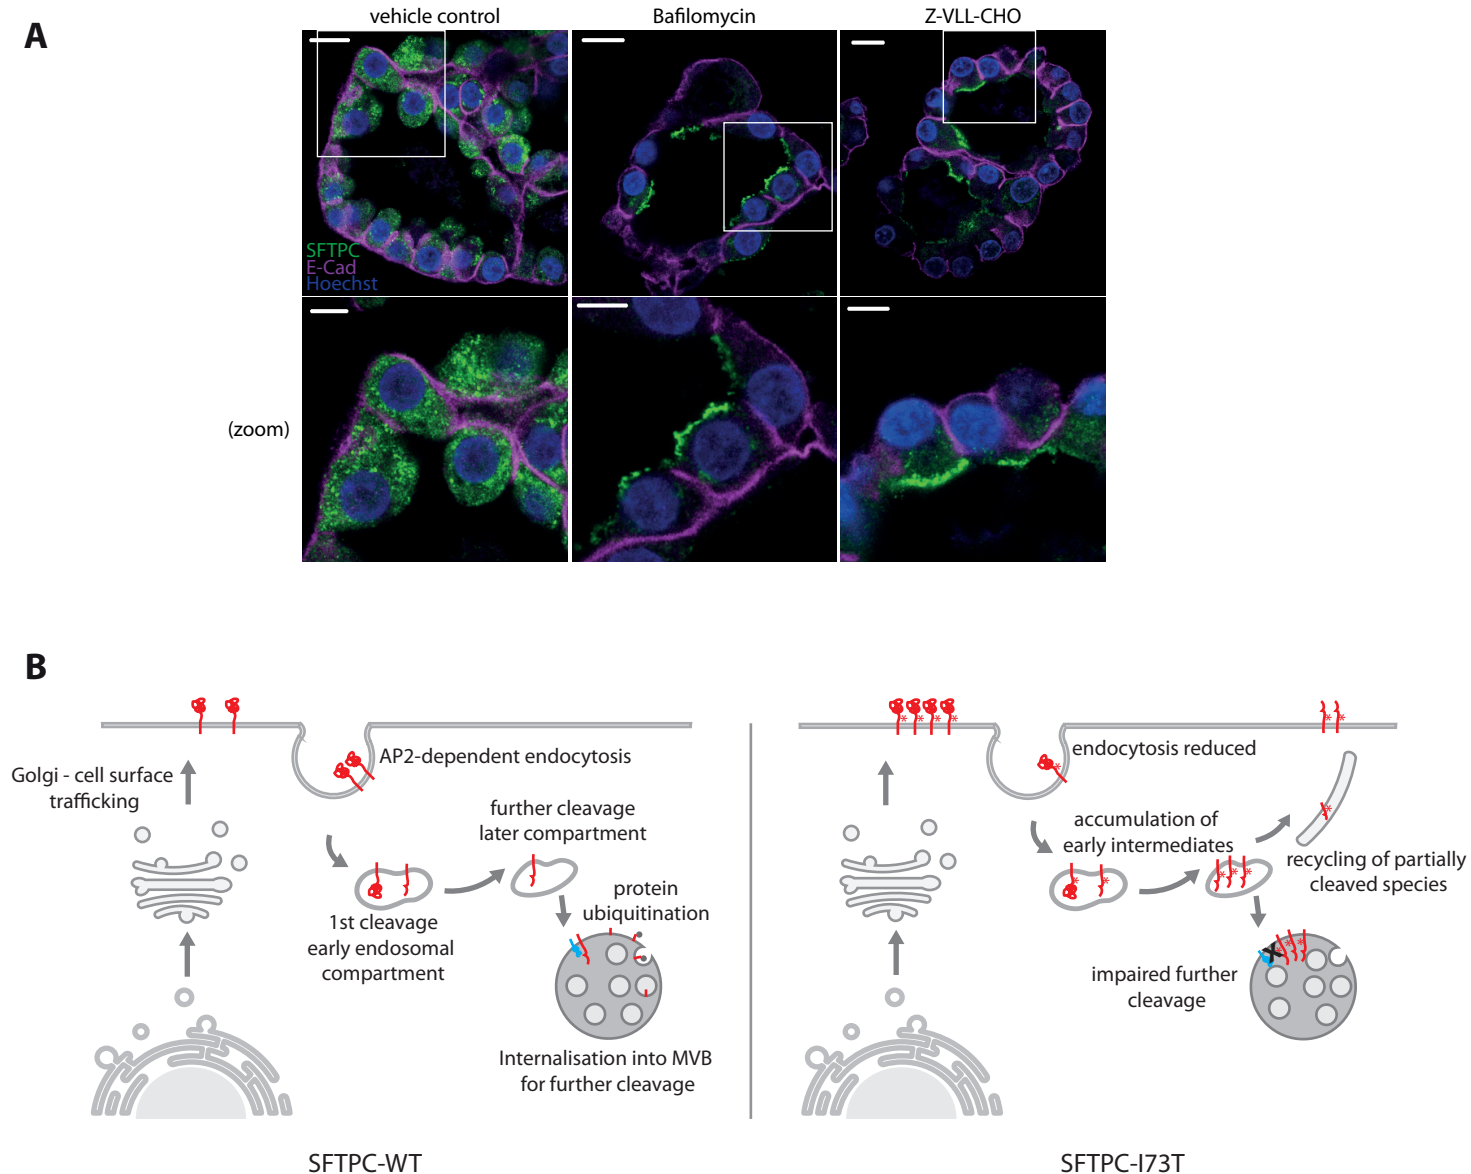 A
vehicle control
Bafilomycin
Z-VLL-CHO
SFTPC
E-Cad
Hoechst
(zoom)
B
Golgi - cell surface
trafficking
AP2-dependent endocytosis
further cleavage
later compartment
1st cleavage
early endosomal
compartment
protein
ubiquitination
Internalisation into MVB
for further cleavage
SFTPC-WT
endocytosis reduced
accumulation of
early intermediates
recycling of partially
cleaved species
impaired further
cleavage
SFTPC-I73T